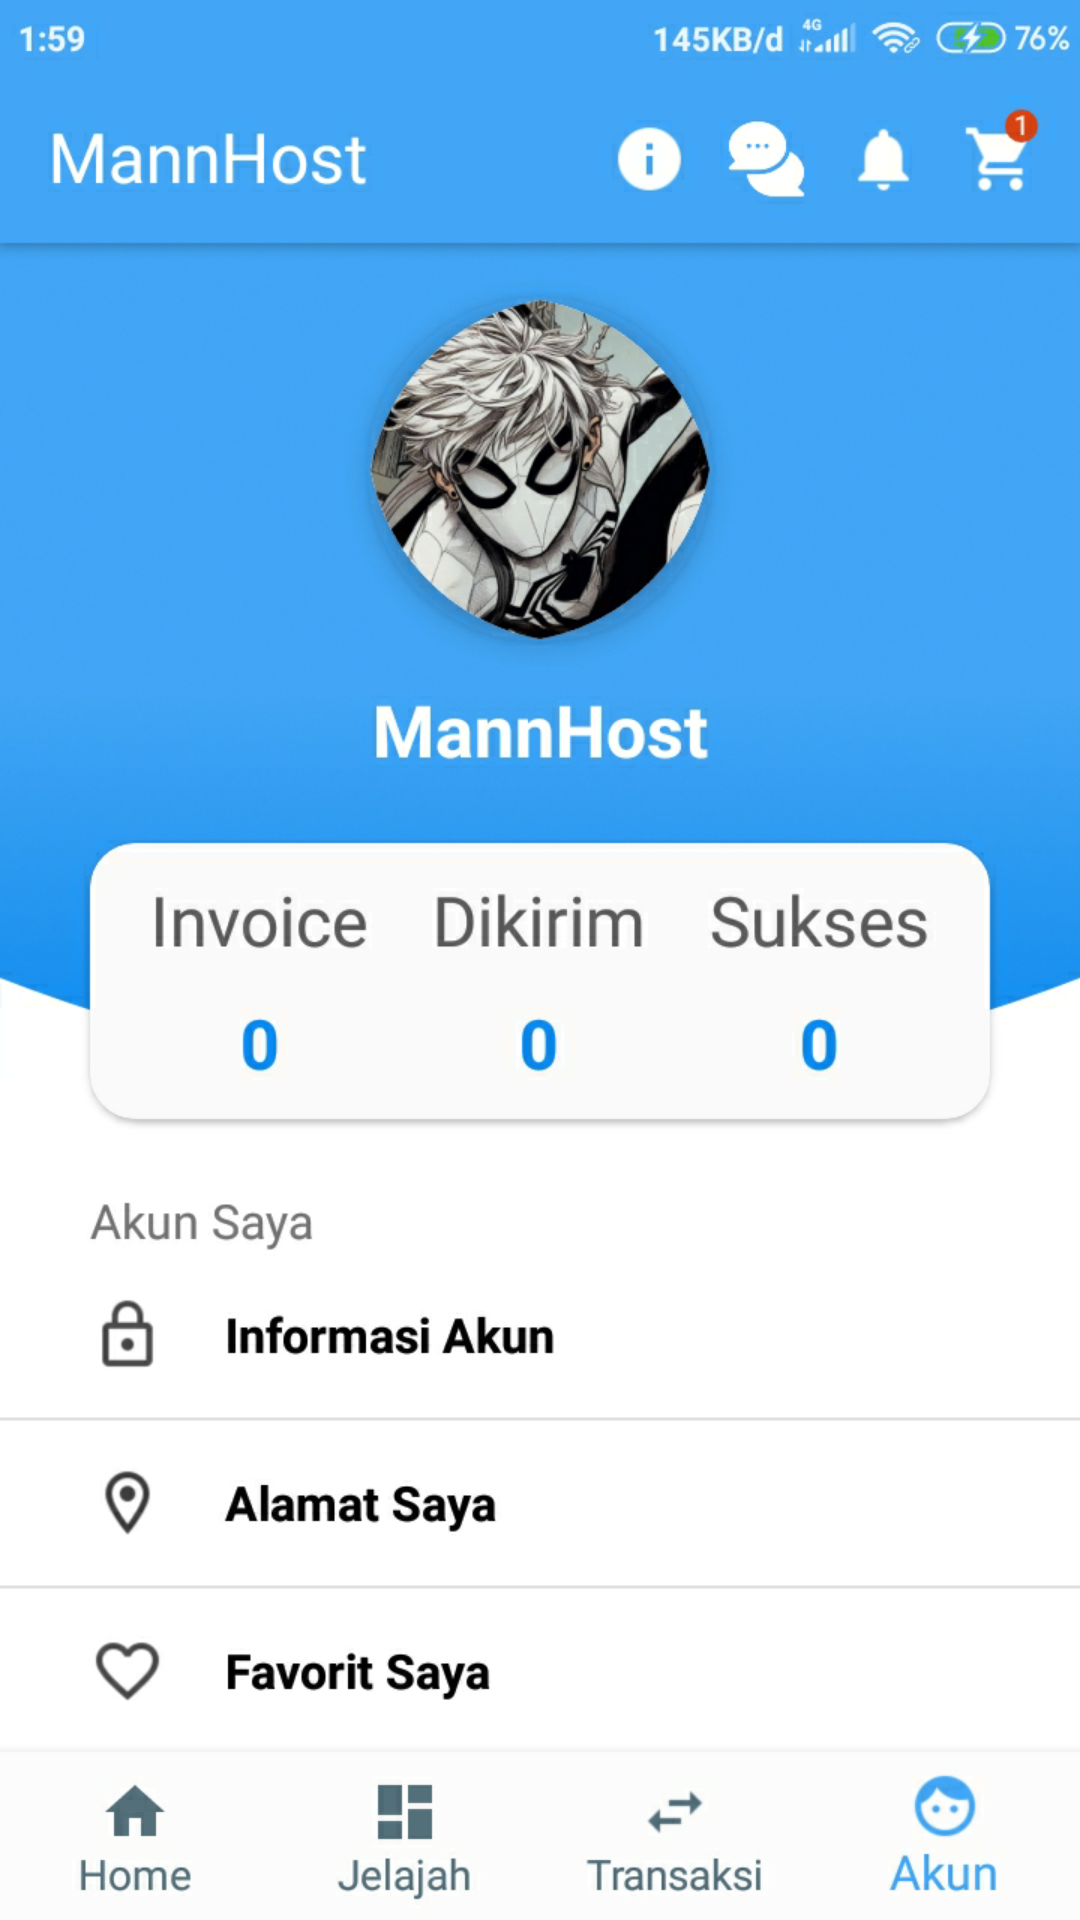 1:59 145KB/d 4G 76%
MannHost 1
MannHost
Invoice Dikirim Sukses
0 0 0
Akun Saya
Informasi Akun
Alamat Saya
Favorit Saya
Home Jelajah Transaksi Akun